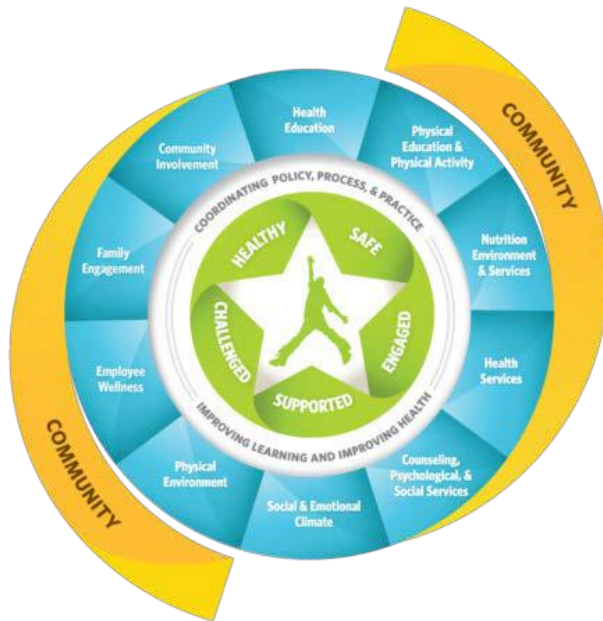 COMMUNITY
Health
Education
Physical
Education &
Physical Activity
Nutrition
Environment
& Services
Health
Services
Counseling,
Psychological, &
Social Services
Social & Emotional
Climate
Physical
Environment
Employee
Wellness
Family
Engagement
Community
Involvement
COORDINATING POLICY, PROCESS, & PRACTICE
IMPROVING LEARNING AND IMPROVING HEALTH
HEALTHY
SAFE
ENGAGED
SUPPORTED
CHALLENGED
COMMUNITY